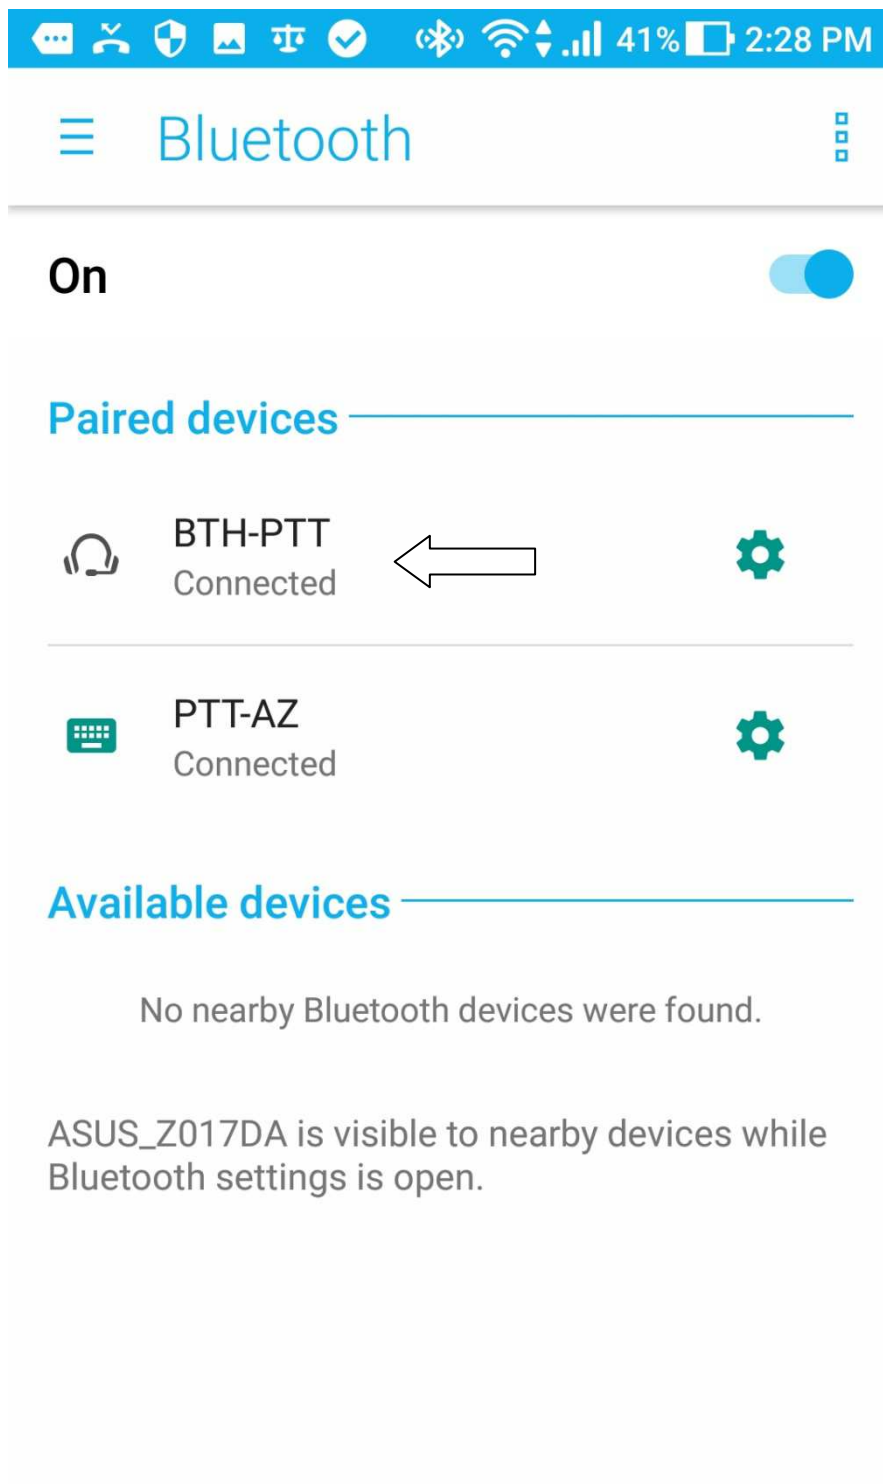 41% 2:28 PM
Bluetooth
On
Paired devices
BTH-PTT
Connected
PTT-AZ
Connected
Available devices
No nearby Bluetooth devices were found.
ASUS_Z017DA is visible to nearby devices while
Bluetooth settings is open.